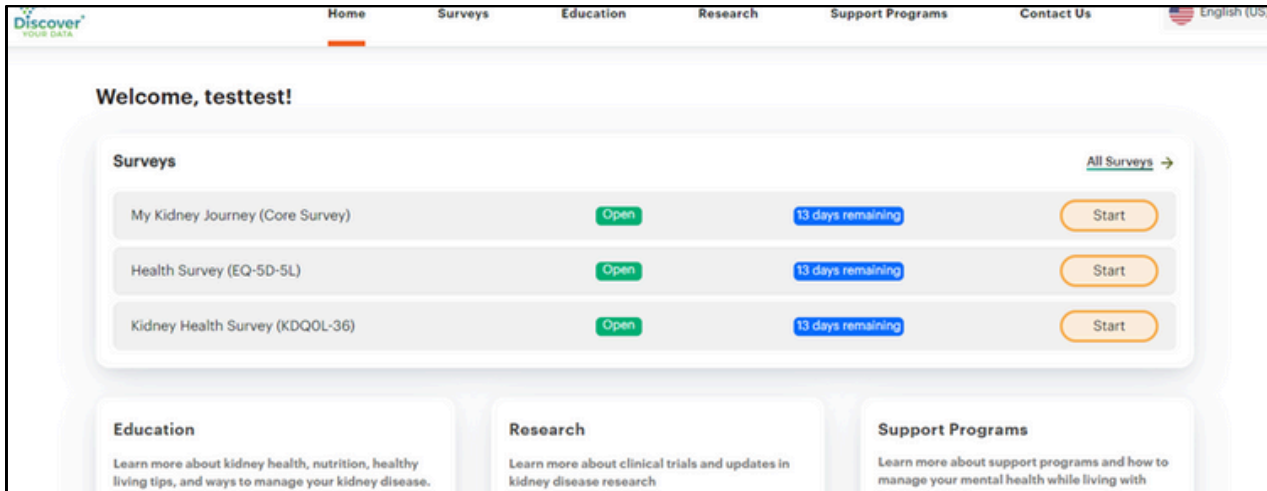 Discover
YOUR DATA
Home Surveys Education Research Support Programs Contact Us English (US
Welcome, testtest!
Surveys All Surveys →
My Kidney Journey (Core Survey) Open 13 days remaining Start
Health Survey (EQ-5D-5L) Open 13 days remaining Start
Kidney Health Survey (KDQOL-36) Open 13 days remaining Start
Education
Learn more about kidney health, nutrition, healthy
living tips, and ways to manage your kidney disease.
Research
Learn more about clinical trials and updates in
kidney disease research
Support Programs
Learn more about support programs and how to
manage your mental health while living with